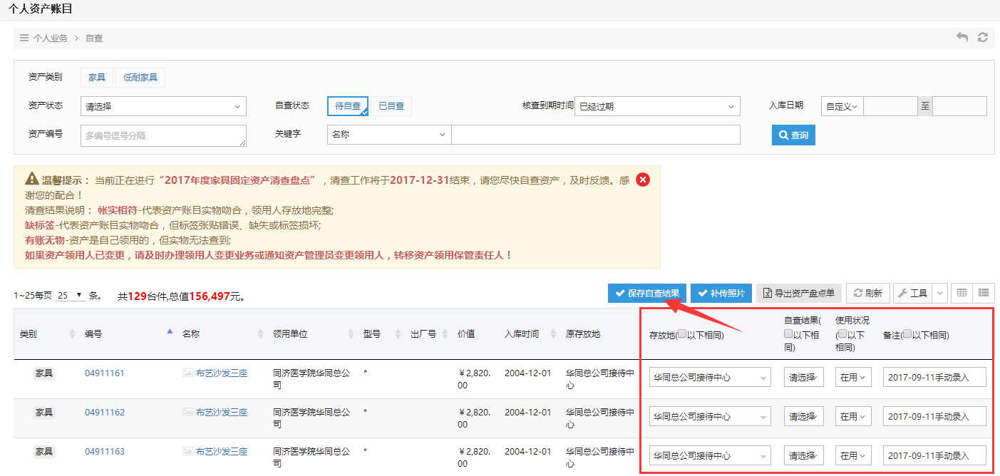 个人资产账目
个人业务 > 自查
资产类别 家具 低耐家具
资产状态 请选择 自查状态 待自查 已自查 核查到期时间 已经过期 入库日期 自定义 至
资产编号 多编号逗号分隔 关键字 名称 查询
温馨提示： 当前正在进行“2017年度家具固定资产清查盘点”，清查工作将于2017-12-31结束，请您尽快自查资产，及时反馈。感
谢您的配合！
清查结果说明： 帐实相符-代表资产账目实物吻合，领用人存放地完整;
缺标签-代表资产账目实物吻合，但标签张贴错误、缺失或标签损坏;
有账无物-资产是自己领用的，但实物无法查到;
如果资产领用人已变更，请及时办理领用人变更业务或通知资产管理员变更领用人，转移资产领用保管责任人！
1~25每页 25 条。 共129台件,总值156,497元。 保存自查结果 补传照片 导出资产盘点单 刷新 工具
类别 编号 名称 领用单位 型号 出厂号 价值 入库时间 原存放地 存放地(以下相同) 自查结果( 使用状况 备注(以下相同)
以下相 (以下
同) 相同)
家具 04911161 布艺沙发三座 同济医学院华同总公 * ￥2,820. 2004-12-01 华同总公司接待中 华同总公司接待中心 请选择 在用 2017-09-11手动录入
司 00 心
家具 04911162 布艺沙发三座 同济医学院华同总公 * ￥2,820. 2004-12-01 华同总公司接待中 华同总公司接待中心 请选择 在用 2017-09-11手动录入
司 00 心
家具 04911163 布艺沙发三座 同济医学院华同总公 * ￥2,820. 2004-12-01 华同总公司接待中 华同总公司接待中心 请选择 在用 2017-09-11手动录入
司 00 心